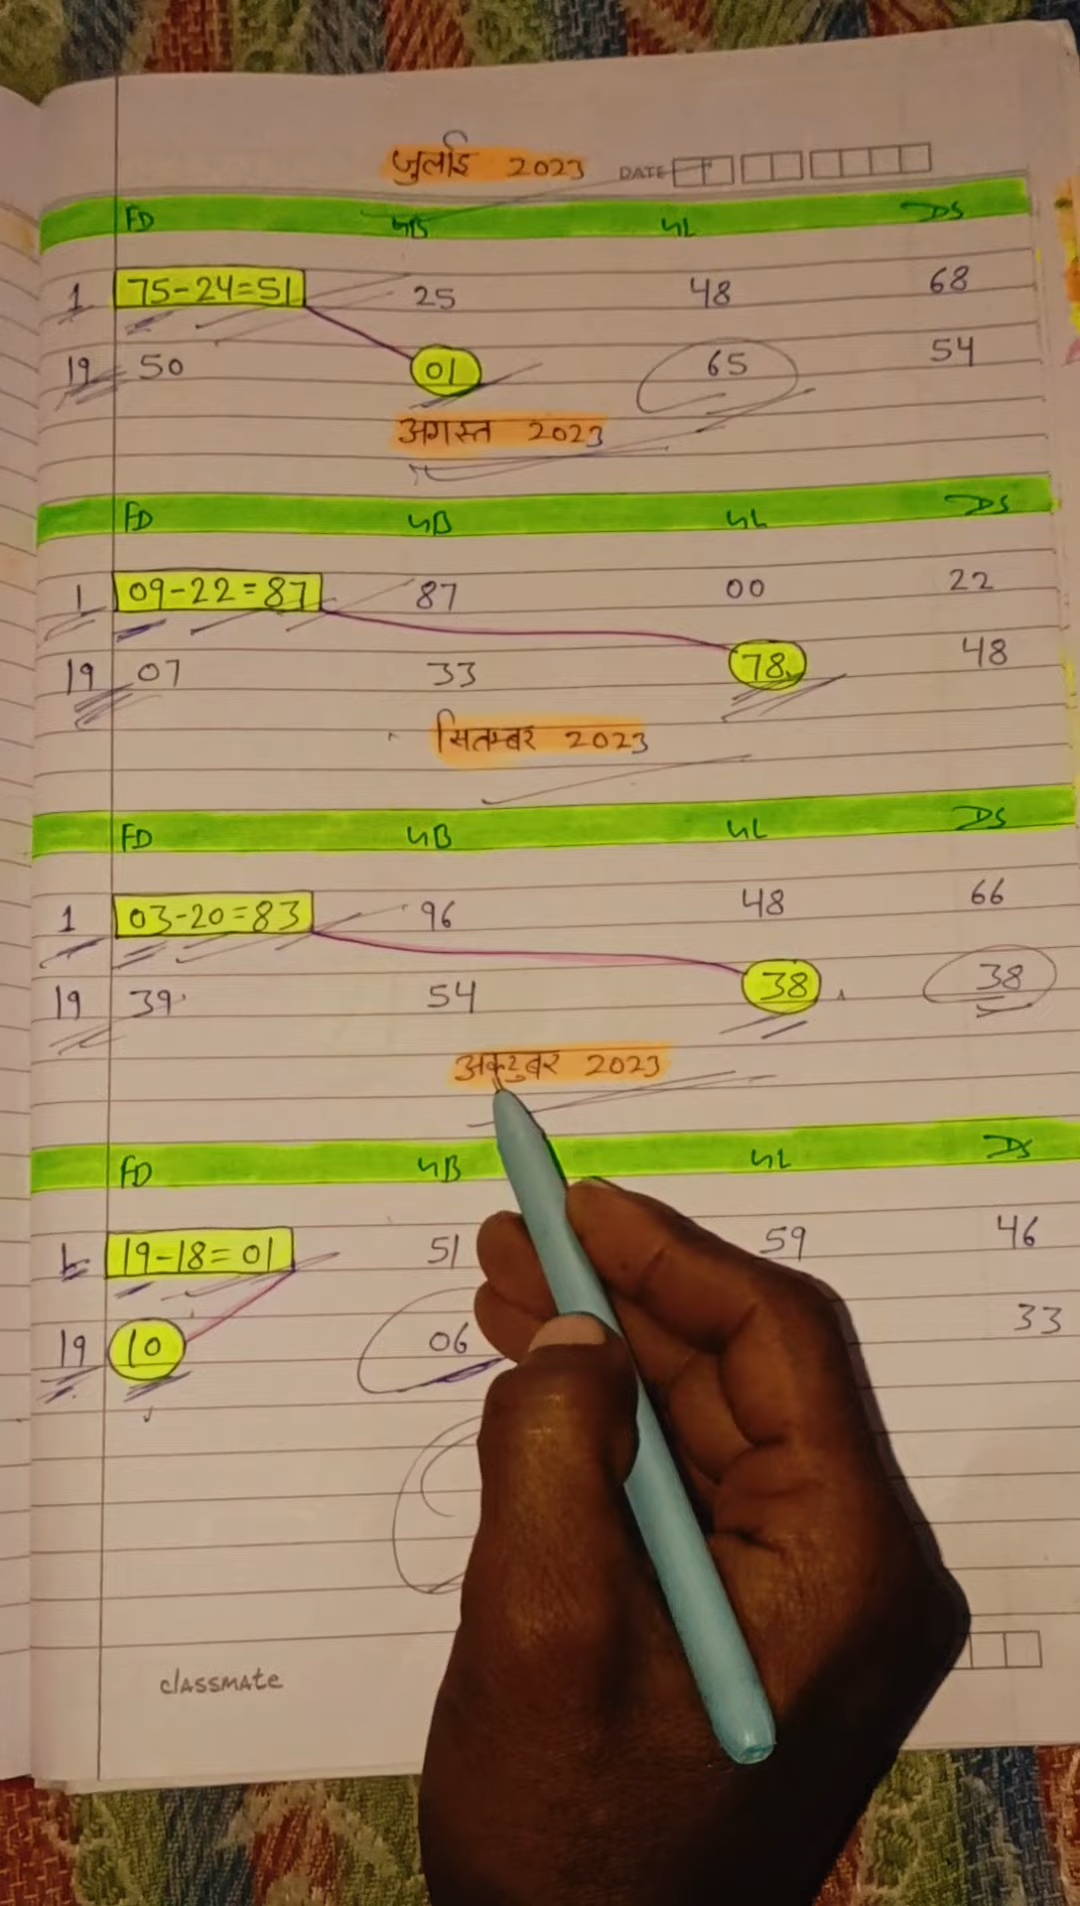 जुलाई 2023 DATE
FD GB GL DS
1 75-24=51 25 48 68
19 50 01 65 54
अगस्त 2023
FD GB GL DS
1 09-22=87 87 00 22
19 07 33 78 48
सितम्बर 2023
FD GB GL DS
1 03-20=83 96 48 66
19 39 54 38 38
अक्टुबर 2023
FD GB GL DS
1 19-18=01 51 59 46
19 10 06 33
classmate